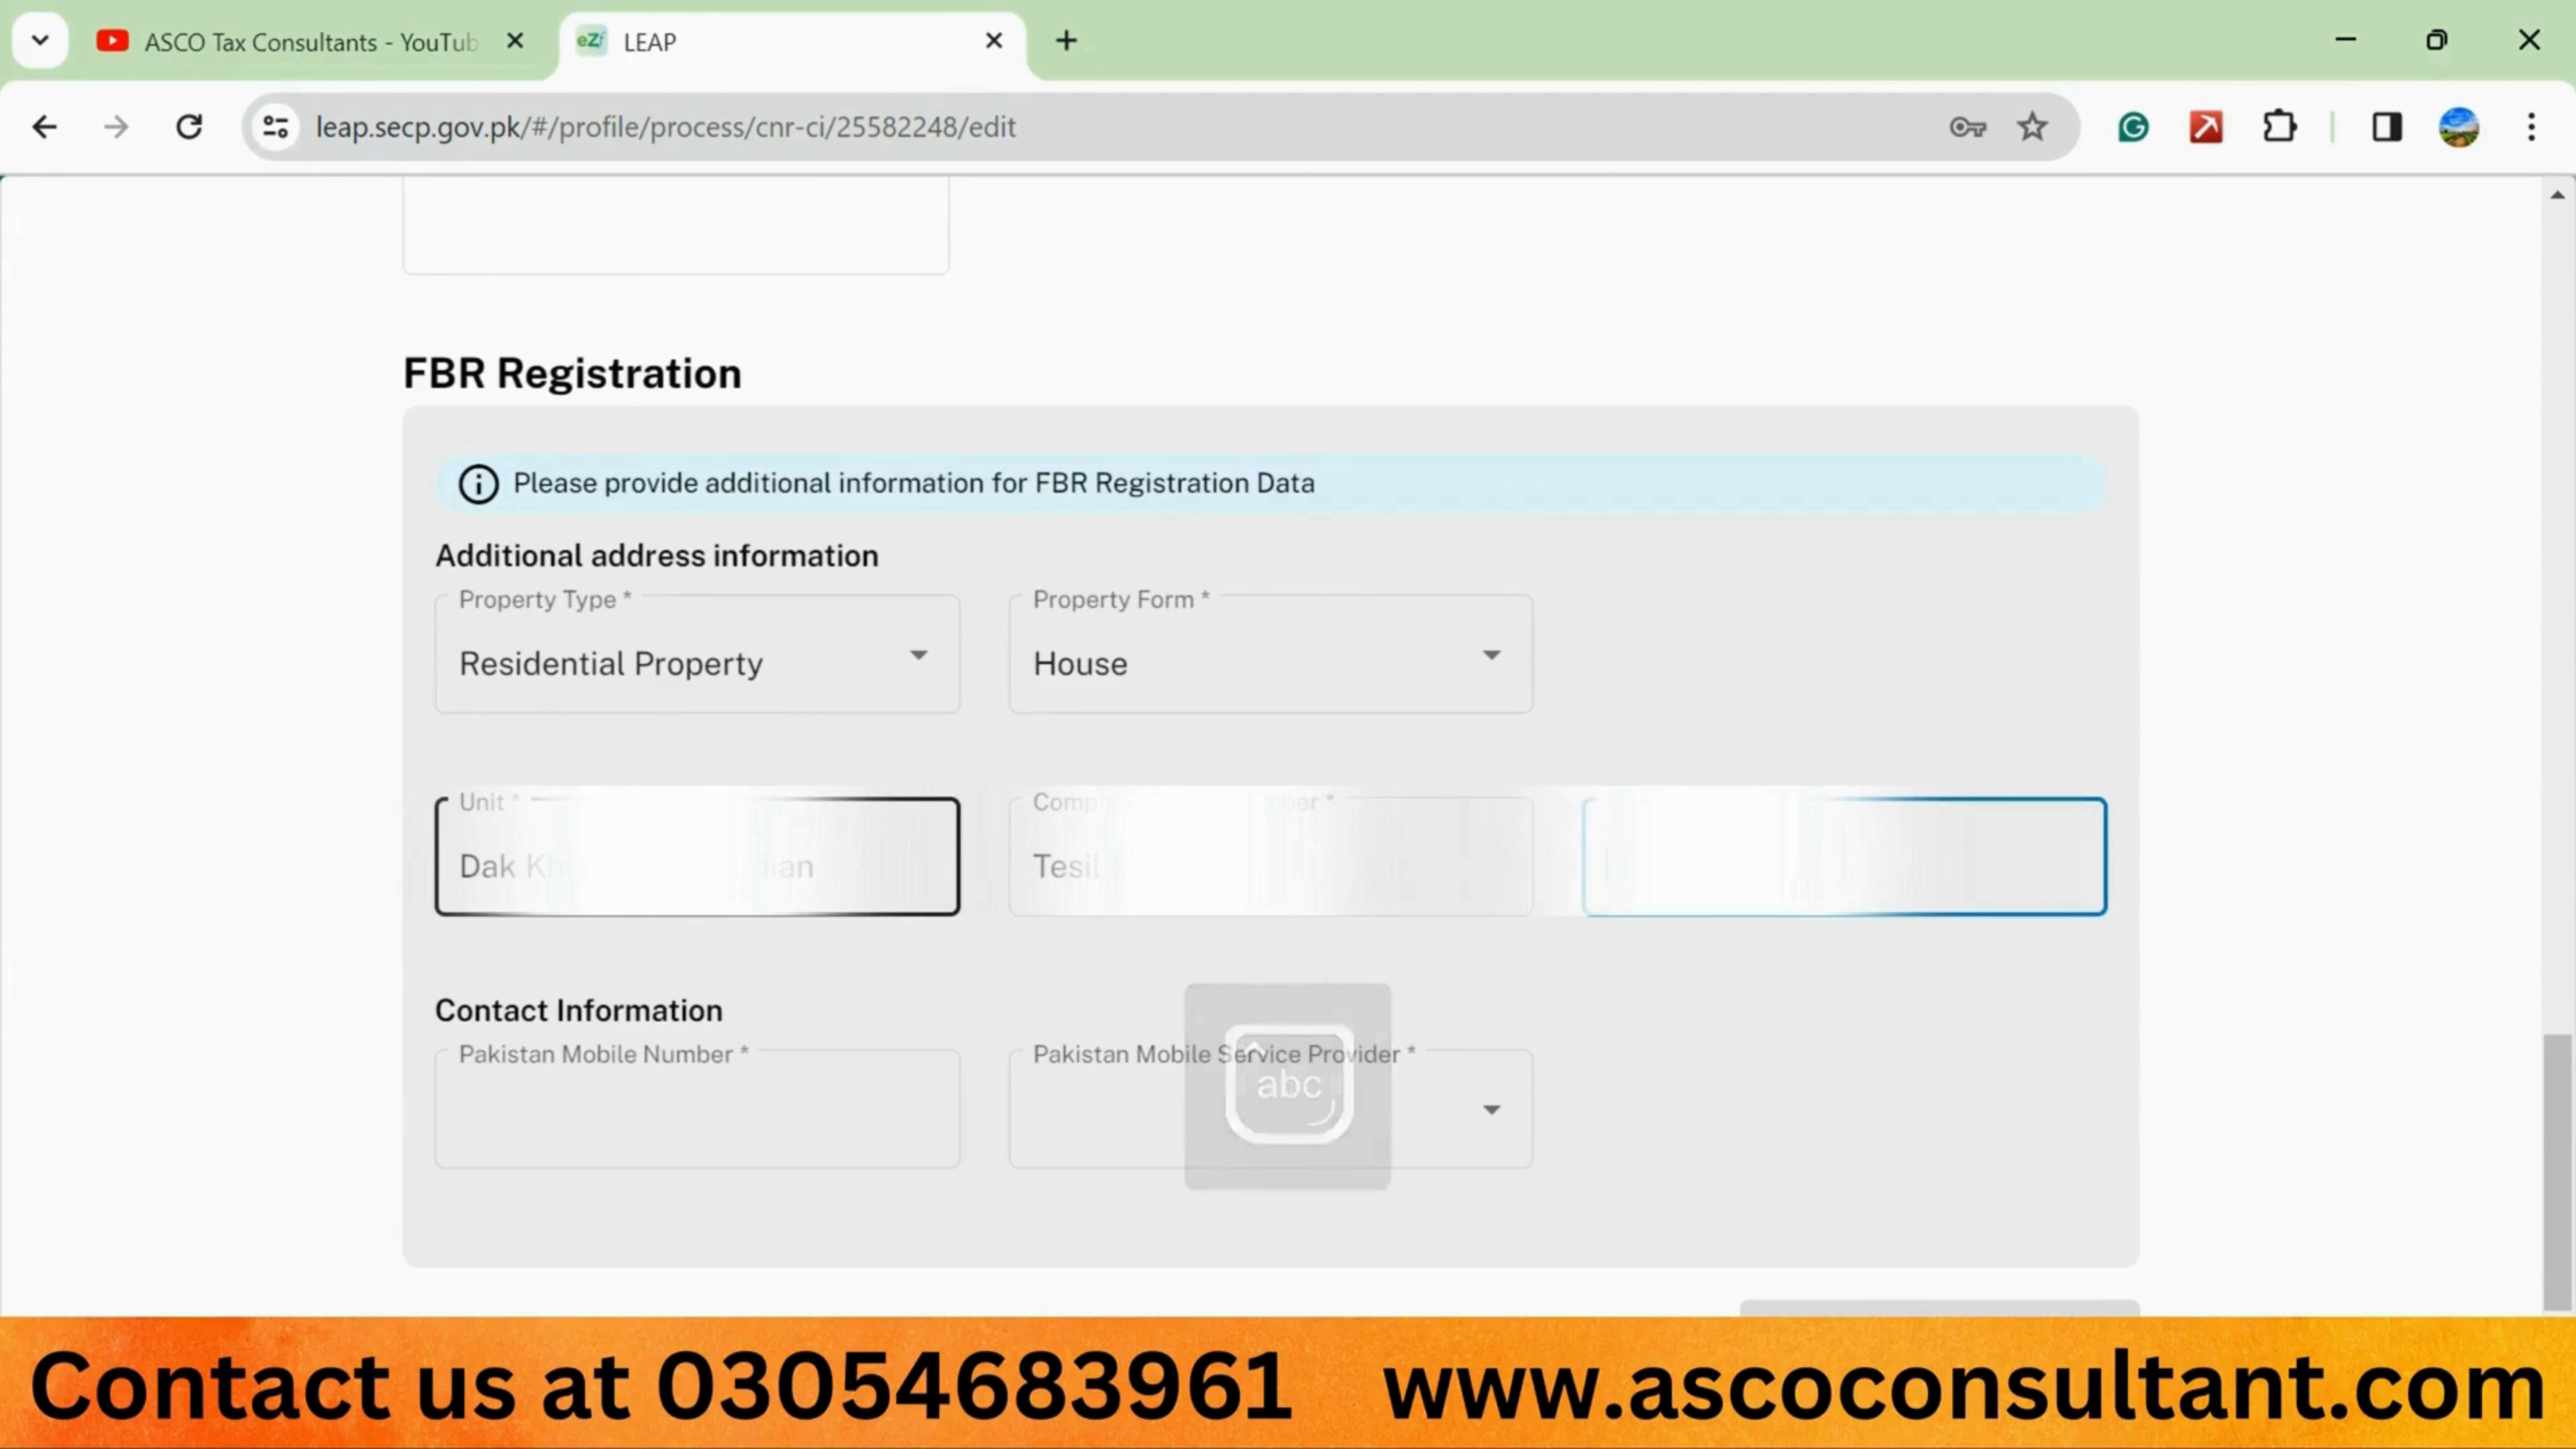 ASCO Tax Consultants - YouTub
LEAP
leap.secp.gov.pk/#/profile/process/cnr-ci/25582248/edit
FBR Registration
Please provide additional information for FBR Registration Data
Additional address information
Property Type *
Property Form *
Residential Property
House
Unit *
Dak
Tesil
Contact Information
Pakistan Mobile Number *
Pakistan Mobile Service Provider *
abc
Contact us at 03054683961 www.ascoconsultant.com